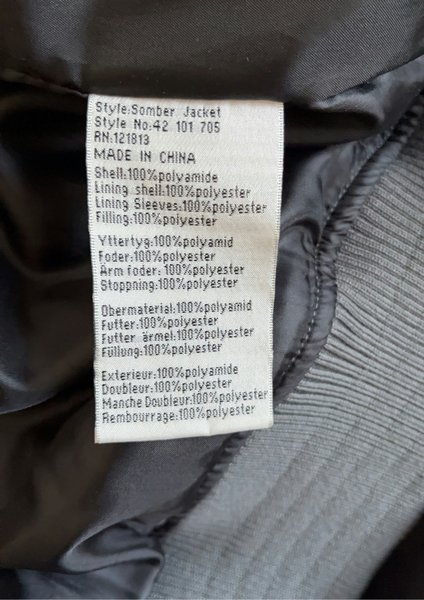 Style:Somber Jacket
Style No:42 101 705
RN:121813
MADE IN CHINA
Shell:100%polyamide
Lining shell:100%polyester
Lining Sleeves:100%polyester
Filling:100%polyester
Yttertyg:100%polyamid
Foder:100%polyester
Arm foder: 100%polyester
Stoppning:100%polyester
Obermaterial:100%polyamid
Futter:100%polyester
Futter ärmel:100%polyester
Füllung:100%polyester
Exterieur:100%polyamide
Doubleur:100%polyester
Manche Doubleur:100%polyester
Rembourrage:100%polyester